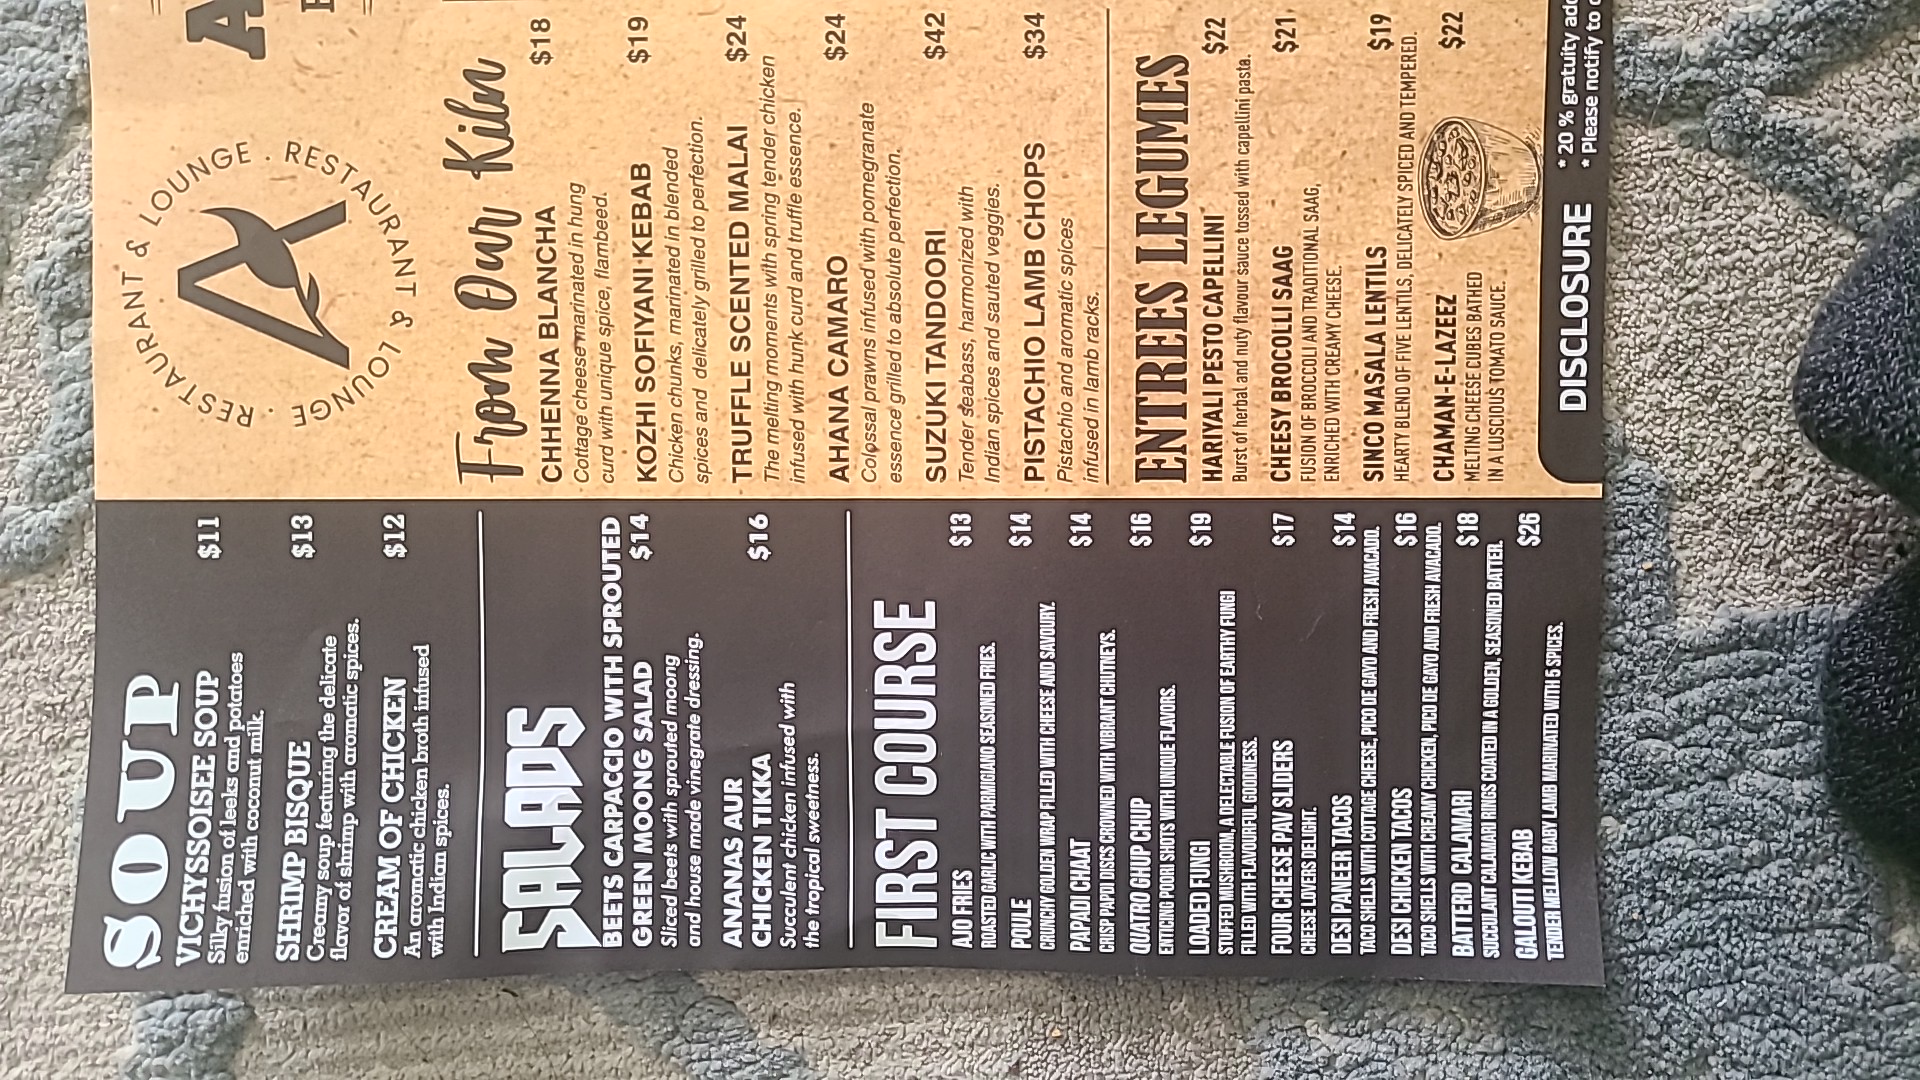 SOUP
VICHYSSOISEE SOUP $11
Silky fusion of leeks and potatoes
enriched with coconut milk.
SHRIMP BISQUE $13
Creamy soup featuring the delicate
flavor of shrimp with aromatic spices.
CREAM OF CHICKEN $12
An aromatic chicken broth infused
with Indian spices.
SALADS
BEETS CARPACCIO WITH SPROUTED
GREEN MOONG SALAD $14
Sliced beets with sprouted moong
and house made vinegrate dressing.
ANANAS AUR
CHICKEN TIKKA $16
Succulent chicken infused with
the tropical sweetness.
FIRST COURSE
AJO FRIES $13
ROASTED GARLIC WITH PARMIGIANO SEASONED FRIES.
POULE $14
CRUNCHY GOLDEN WRAP FILLED WITH CHEESE AND SAVOURY.
PAPADI CHAAT $14
CRISP PAPDI DISCS CROWNED WITH VIBRANT CHUTNEYS.
QUATRO GHUP CHUP $16
ENTICING POORI SHOTS WITH UNIQUE FLAVORS.
LOADED FUNGI $19
STUFFED MUSHROOM, A DELECTABLE FUSION OF EARTHY FUNGI
FILLED WITH FLAVOURFUL GOODNESS.
FOUR CHEESE PAV SLIDERS $17
CHEESE LOVERS DELIGHT.
DESI PANEER TACOS $14
TACO SHELLS WITH COTTAGE CHEESE, PICO DE GAYO AND FRESH AVACADO.
DESI CHICKEN TACOS $16
TACO SHELLS WITH CREAMY CHICKEN, PICO DE GAYO AND FRESH AVACADO.
BATTERD CALAMARI $18
SUCCULANT CALAMARI RINGS COATED IN A GOLDEN, SEASONED BATTER.
GALOUTI KEBAB $26
TENDER MELLOW BABY LAMB MARINATED WITH 5 SPICES.
RESTAURANT & LOUNGE . RESTAURANT & LOUNGE .
A
From Our Kiln
CHHENNA BLANCHA $18
Cottage cheese marinated in hung
curd with unique spice, flambeed.
KOZHI SOFIYANI KEBAB $19
Chicken chunks, marinated in blended
spices and delicately grilled to perfection.
TRUFFLE SCENTED MALAI $24
The melting moments with spring tender chicken
infused with hunk curd and truffle essence.
AHANA CAMARO $24
Colossal prawns infused with pomegranate
essence grilled to absolute perfection.
SUZUKI TANDOORI $42
Tender seabass, harmonized with
Indian spices and sauted veggies.
PISTACHIO LAMB CHOPS $34
Pistachio and aromatic spices
infused in lamb racks.
ENTREES LEGUMES
HARIYALI PESTO CAPELLINI $22
Burst of herbal and nutty flavour sauce tossed with capellini pasta.
CHEESY BROCOLLI SAAG $21
FUSION OF BROCCOLI AND TRADITIONAL SAAG,
ENRICHED WITH CREAMY CHEESE.
SINCO MASALA LENTILS $19
HEARTY BLEND OF FIVE LENTILS, DELICATELY SPICED AND TEMPERED.
CHAMAN-E-LAZEEZ $22
MELTING CHEESE CUBES BATHED
IN A LUSCIOUS TOMATO SAUCE.
DISCLOSURE
* 20 % gratuity
* Please notify to